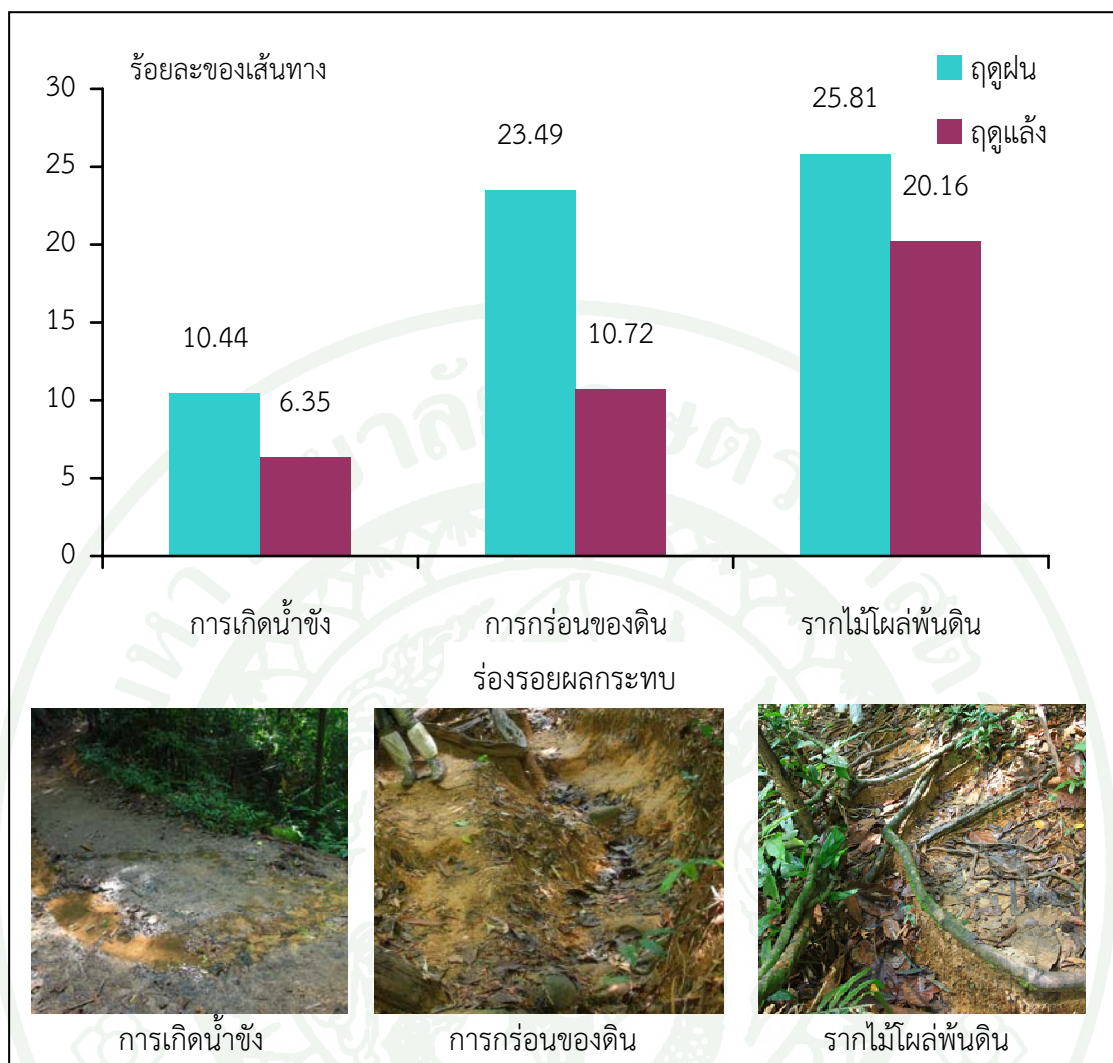 ร้อยละของเส้นทาง
ฤดูฝน
ฤดูแล้ง
30
25
20
15
10
5
0
10.44
6.35
23.49
10.72
25.81
20.16
การเกิดน้ำขัง
การกร่อนของดิน
รากไม้โผล่พ้นดิน
ร่องรอยผลกระทบ
การเกิดน้ำขัง
การกร่อนของดิน
รากไม้โผล่พ้นดิน